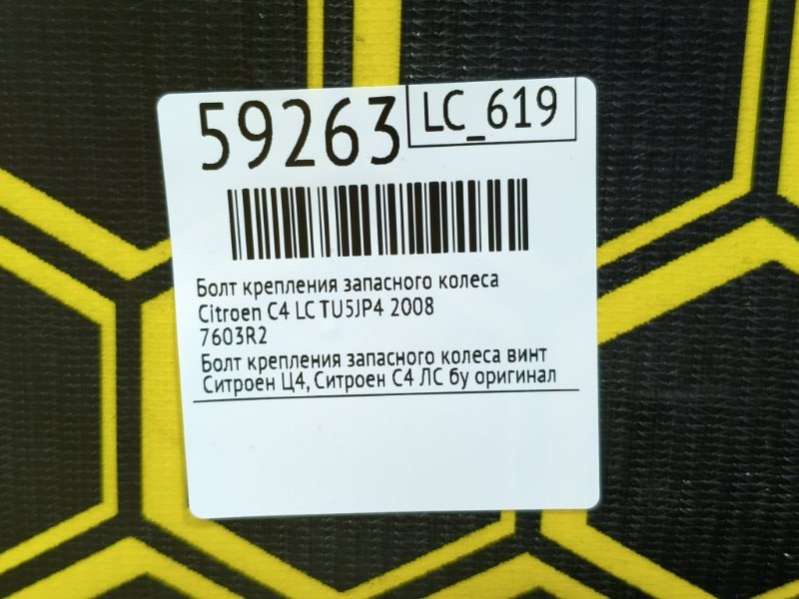 59263
LC_619
Болт крепления запасного колеса
Citroen C4 LC TU5JP4 2008
7603R2
Болт крепления запасного колеса винт
Ситроен Ц4, Ситроен С4 ЛС бу оригинал